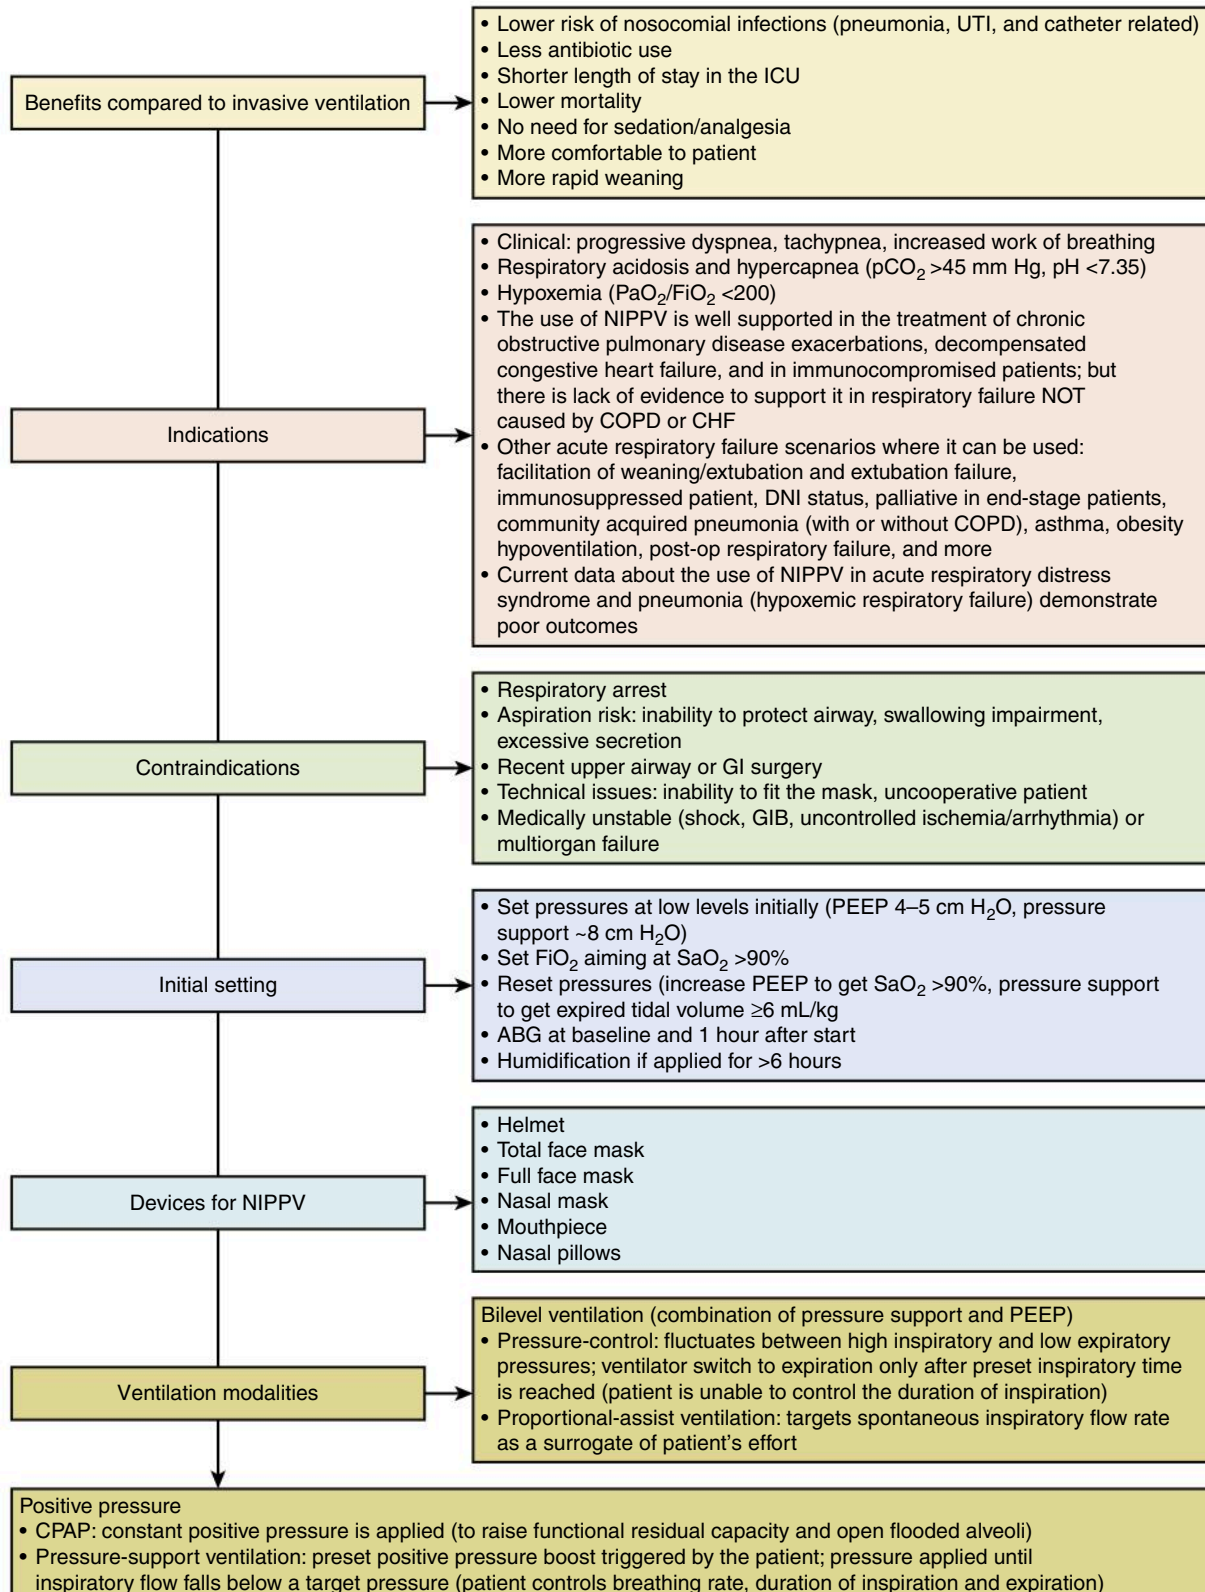 Benefits compared to invasive ventilation
• Lower risk of nosocomial infections (pneumonia, UTI, and catheter related)
• Less antibiotic use
• Shorter length of stay in the ICU
• Lower mortality
• No need for sedation/analgesia
• More comfortable to patient
• More rapid weaning
Indications
• Clinical: progressive dyspnea, tachypnea, increased work of breathing
• Respiratory acidosis and hypercapnea (pCO₂ >45 mm Hg, pH <7.35)
• Hypoxemia (PaO₂/FiO₂ <200)
• The use of NIPPV is well supported in the treatment of chronic
obstructive pulmonary disease exacerbations, decompensated
congestive heart failure, and in immunocompromised patients; but
there is lack of evidence to support it in respiratory failure NOT
caused by COPD or CHF
• Other acute respiratory failure scenarios where it can be used:
facilitation of weaning/extubation and extubation failure,
immunosuppressed patient, DNI status, palliative in end-stage patients,
community acquired pneumonia (with or without COPD), asthma, obesity
hypoventilation, post-op respiratory failure, and more
• Current data about the use of NIPPV in acute respiratory distress
syndrome and pneumonia (hypoxemic respiratory failure) demonstrate
poor outcomes
Contraindications
• Respiratory arrest
• Aspiration risk: inability to protect airway, swallowing impairment,
excessive secretion
• Recent upper airway or GI surgery
• Technical issues: inability to fit the mask, uncooperative patient
• Medically unstable (shock, GIB, uncontrolled ischemia/arrhythmia) or
multiorgan failure
Initial setting
• Set pressures at low levels initially (PEEP 4–5 cm H₂O, pressure
support ~8 cm H₂O)
• Set FiO₂ aiming at SaO₂ >90%
• Reset pressures (increase PEEP to get SaO₂ >90%, pressure support
to get expired tidal volume ≥6 mL/kg
• ABG at baseline and 1 hour after start
• Humidification if applied for >6 hours
Devices for NIPPV
• Helmet
• Total face mask
• Full face mask
• Nasal mask
• Mouthpiece
• Nasal pillows
Ventilation modalities
Bilevel ventilation (combination of pressure support and PEEP)
• Pressure-control: fluctuates between high inspiratory and low expiratory
pressures; ventilator switch to expiration only after preset inspiratory time
is reached (patient is unable to control the duration of inspiration)
• Proportional-assist ventilation: targets spontaneous inspiratory flow rate
as a surrogate of patient's effort
Positive pressure
• CPAP: constant positive pressure is applied (to raise functional residual capacity and open flooded alveoli)
• Pressure-support ventilation: preset positive pressure boost triggered by the patient; pressure applied until
inspiratory flow falls below a target pressure (patient controls breathing rate, duration of inspiration and expiration)